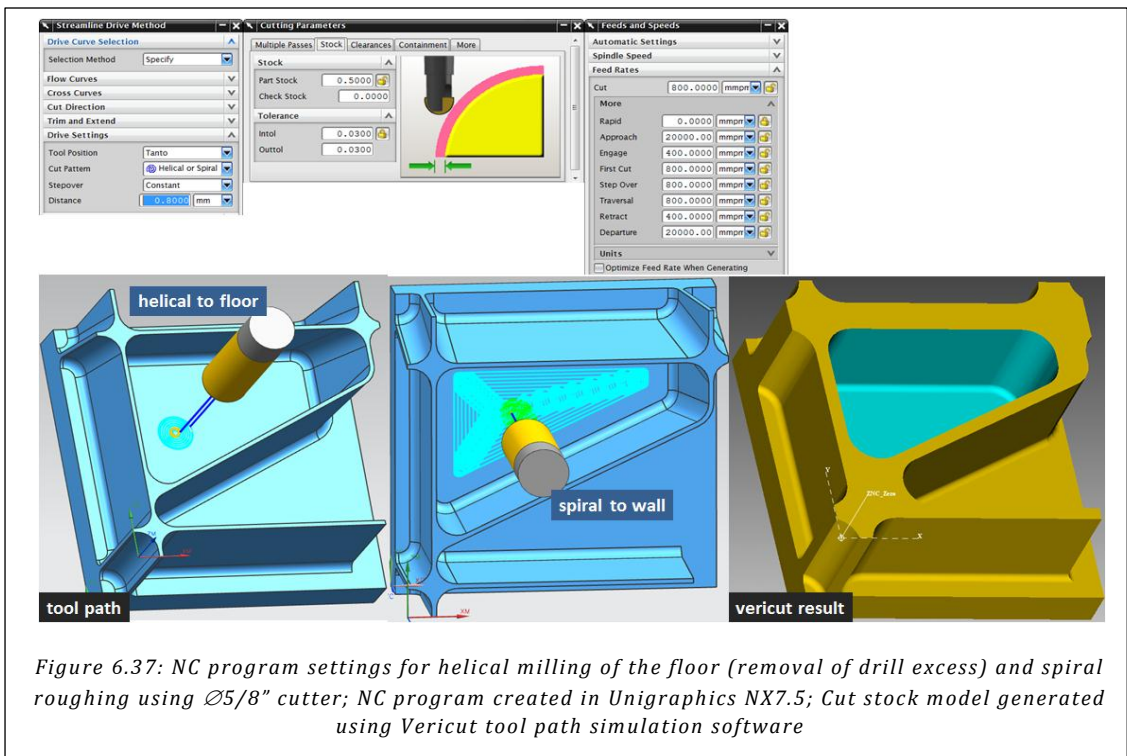 Streamline Drive Method
Drive Curve Selection
Selection Method Specify
Flow Curves
Cross Curves
Cut Direction
Trim and Extend
Drive Settings
Tool Position Tanto
Cut Pattern Helical or Spiral
Stepover Constant
Distance 0.8000 mm
Cutting Parameters
Multiple Passes Stock Clearances Containment More
Stock
Part Stock 0.5000
Check Stock 0.0000
Tolerance
Intol 0.0300
Outtol 0.0300
Feeds and Speeds
Automatic Settings
Spindle Speed
Feed Rates
Cut 800.0000 mmpm
More
Rapid 0.0000 mmpm
Approach 20000.00 mmpm
Engage 400.0000 mmpm
First Cut 800.0000 mmpm
Step Over 800.0000 mmpm
Traversal 800.0000 mmpm
Retract 400.0000 mmpm
Departure 20000.00 mmpm
Units
Optimize Feed Rate When Generating
helical to floor
tool path
XM
spiral to wall
XM
Y
X
vericut result
Figure 6.37: NC program settings for helical milling of the floor (removal of drill excess) and spiral
roughing using ∅5/8” cutter; NC program created in Unigraphics NX7.5; Cut stock model generated
using Vericut tool path simulation software